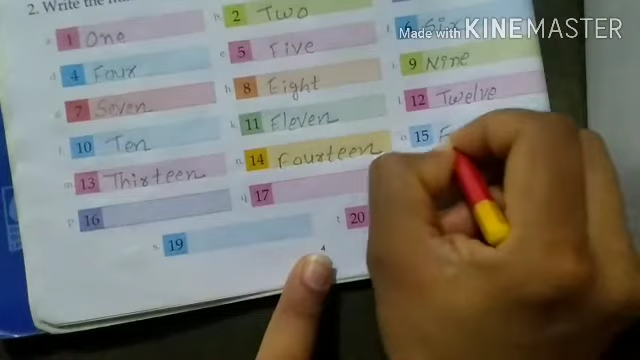 2. Write the
Made with KINEMASTER
a. 1 One
b. 2 Two
d. 4 Four
e. 5 Five
f. 6 Six
g. 7 Seven
h. 8 Eight
i. 9 Nine
j. 10 Ten
k. 11 Eleven
l. 12 Twelve
m. 13 Thirteen
n. 14 Fourteen
o. 15 F
p. 16
q. 17
s. 19
t. 20
4